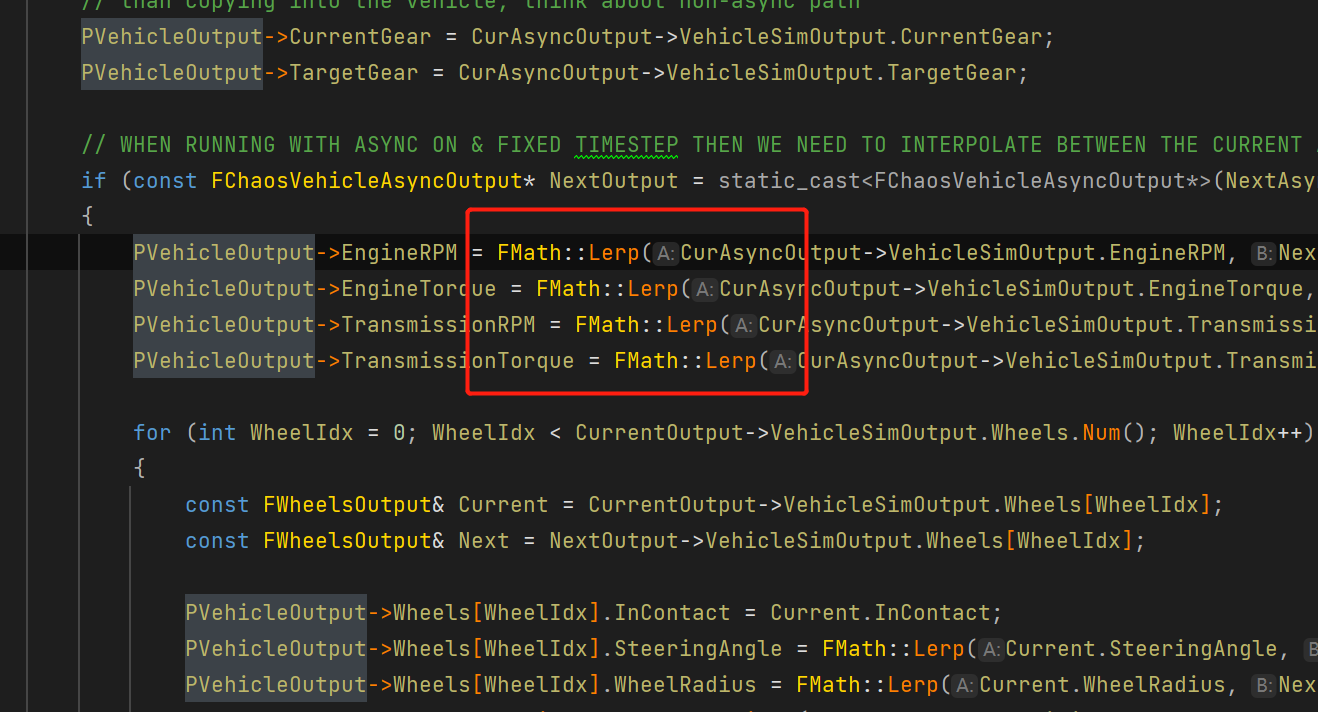 // than copying into the vehicle, think about non-async path
PVehicleOutput->CurrentGear = CurAsyncOutput->VehicleSimOutput.CurrentGear;
PVehicleOutput->TargetGear = CurAsyncOutput->VehicleSimOutput.TargetGear;
// WHEN RUNNING WITH ASYNC ON & FIXED TIMESTEP THEN WE NEED TO INTERPOLATE BETWEEN THE CURRENT
if (const FChaosVehicleAsyncOutput* NextOutput = static_cast<FChaosVehicleAsyncOutput*>(NextAsy
{
PVehicleOutput->EngineRPM = FMath::Lerp(A:CurAsyncOutput->VehicleSimOutput.EngineRPM, B:Nex
PVehicleOutput->EngineTorque = FMath::Lerp(A:CurAsyncOutput->VehicleSimOutput.EngineTorque,
PVehicleOutput->TransmissionRPM = FMath::Lerp(A:CurAsyncOutput->VehicleSimOutput.Transmissi
PVehicleOutput->TransmissionTorque = FMath::Lerp(A:CurAsyncOutput->VehicleSimOutput.Transmi
for (int WheelIdx = 0; WheelIdx < CurrentOutput->VehicleSimOutput.Wheels.Num(); WheelIdx++)
{
const FWheelsOutput& Current = CurrentOutput->VehicleSimOutput.Wheels[WheelIdx];
const FWheelsOutput& Next = NextOutput->VehicleSimOutput.Wheels[WheelIdx];
PVehicleOutput->Wheels[WheelIdx].InContact = Current.InContact;
PVehicleOutput->Wheels[WheelIdx].SteeringAngle = FMath::Lerp(A:Current.SteeringAngle, B
PVehicleOutput->Wheels[WheelIdx].WheelRadius = FMath::Lerp(A:Current.WheelRadius, B:Nex